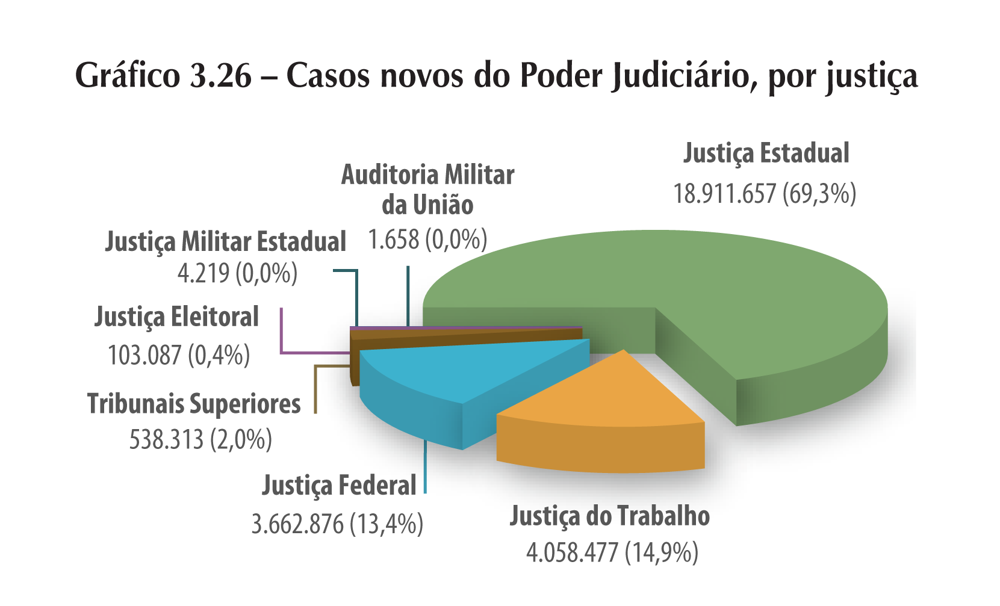 Gráfico 3.26 – Casos novos do Poder Judiciário, por justiça
Justiça Estadual
18.911.657 (69,3%)
Auditoria Militar
da União
1.658 (0,0%)
Justiça Militar Estadual
4.219 (0,0%)
Justiça Eleitoral
103.087 (0,4%)
Tribunais Superiores
538.313 (2,0%)
Justiça Federal
3.662.876 (13,4%)
Justiça do Trabalho
4.058.477 (14,9%)